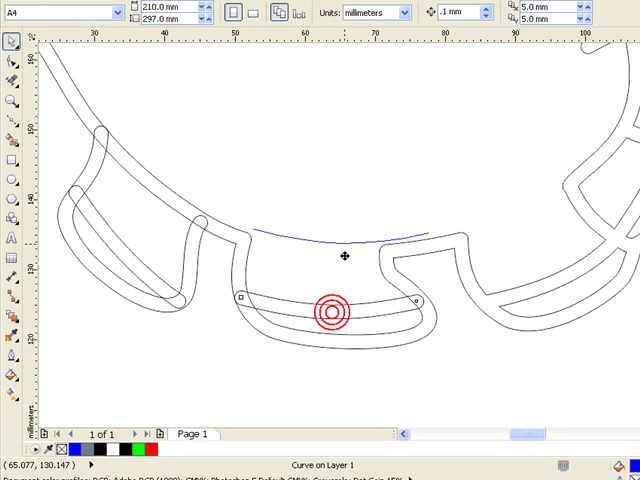 A4
210.0 mm
297.0 mm
Units: millimeters
.1 mm
5.0 mm
5.0 mm
30 40 50 60 70 80 90 100
160
150
140
130
120
millimeters
1 of 1
Page 1
( 65.077, 130.147 )
Curve on Layer 1